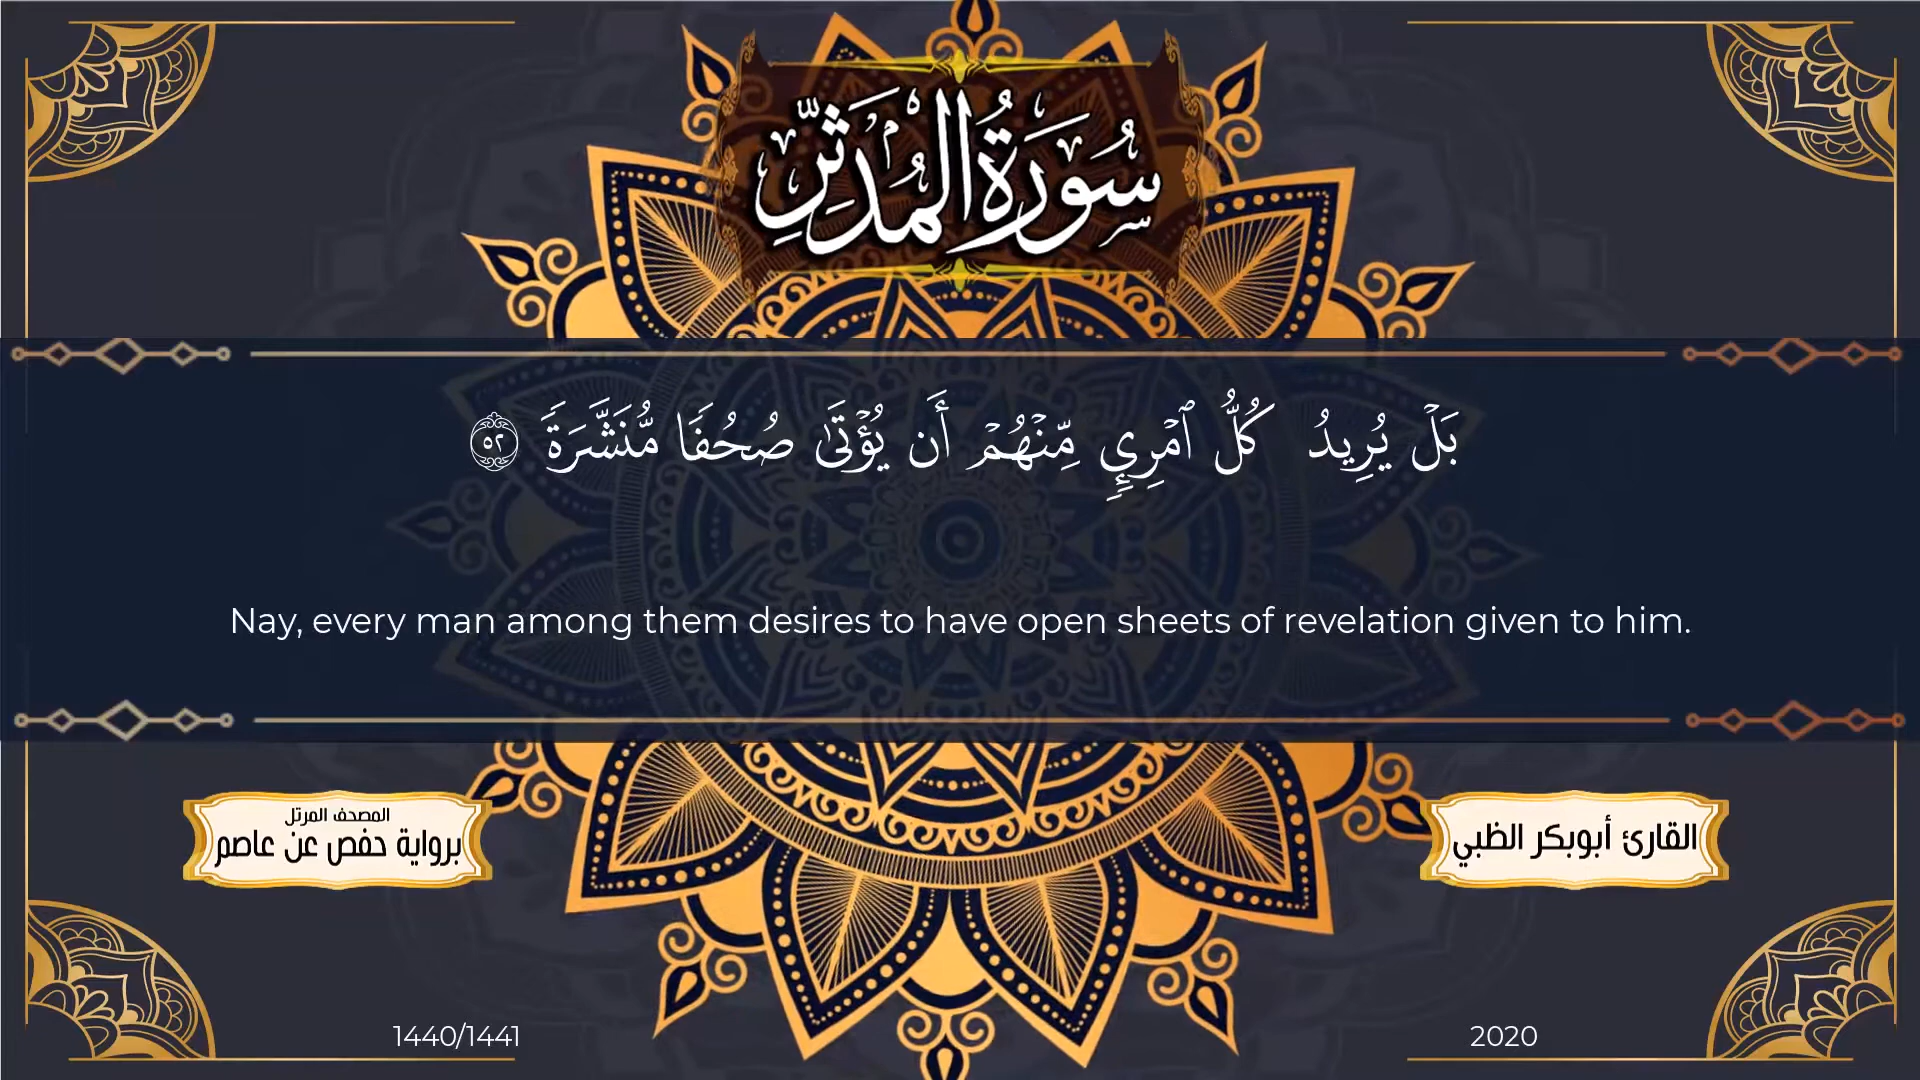 سُورَةُ المُدَّثِّرِ
بَلۡ يُرِيدُ كُلُّ ٱمۡرِيٕٖ مِّنۡهُمۡ أَن يُؤۡتَىٰ صُحُفٗا مُّنَشَّرَةٗ ٥٢
Nay, every man among them desires to have open sheets of revelation given to him.
القارئ أبوبكر الظبي
المصحف المرتل
برواية حفص عن عاصم
1440/1441
2020